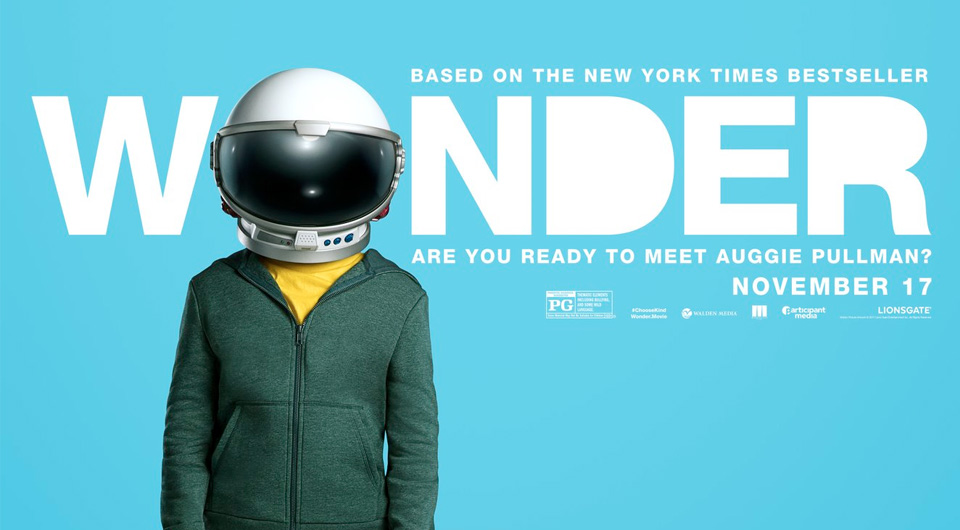 BASED ON THE NEW YORK TIMES BESTSELLER
W NDER
ARE YOU READY TO MEET AUGGIE PULLMAN?
NOVEMBER 17
PG
#ChooseKind
Wonder.Movie
WALDEN MEDIA
participant
media
LIONSGATE